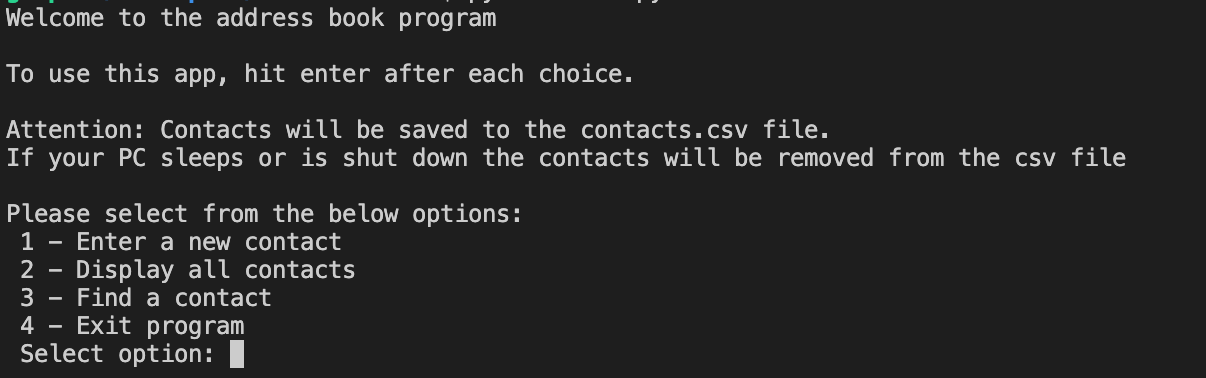 Welcome to the address book program
To use this app, hit enter after each choice.
Attention: Contacts will be saved to the contacts.csv file.
If your PC sleeps or is shut down the contacts will be removed from the csv file
Please select from the below options:
1 - Enter a new contact
2 - Display all contacts
3 - Find a contact
4 - Exit program
Select option: